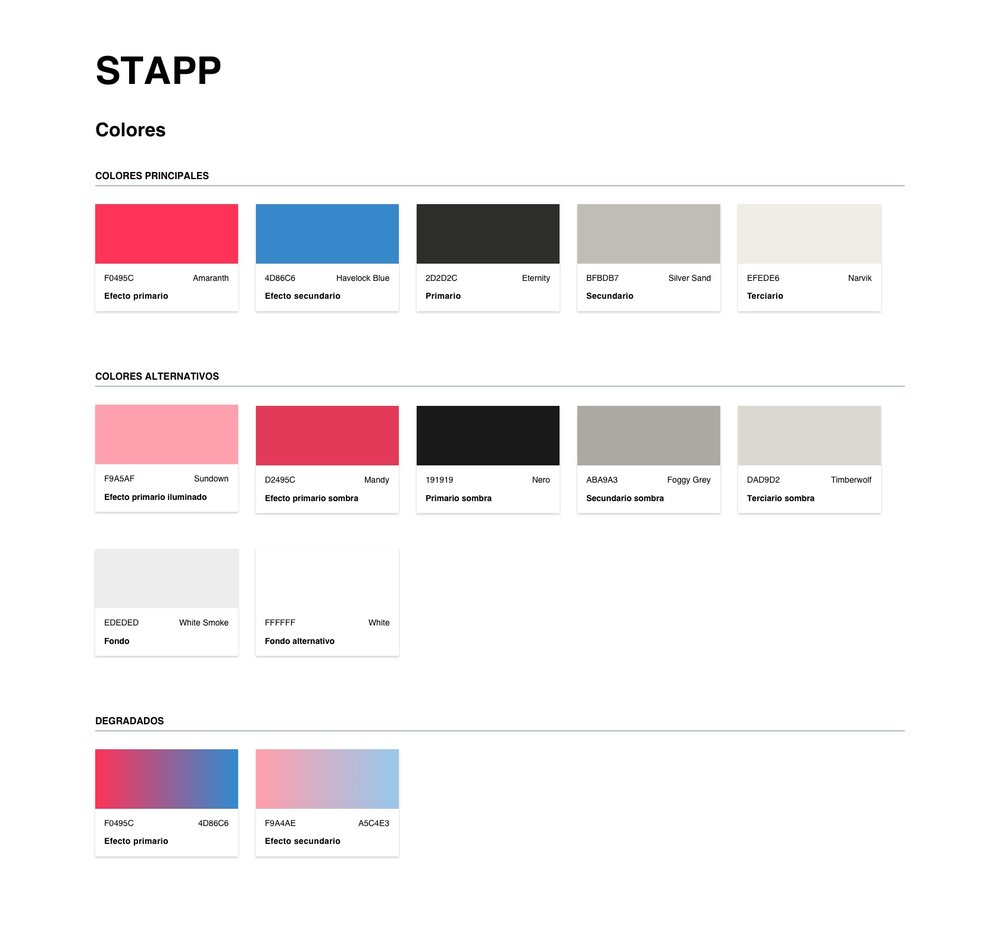 STAPP
Colores
COLORES PRINCIPALES
F0495C Amaranth
Efecto primario
4D86C6 Havelock Blue
Efecto secundario
2D2D2C Eternity
Primario
BFBDB7 Silver Sand
Secundario
EFEDE6 Narvik
Terciario
COLORES ALTERNATIVOS
F9A5AF Sundown
Efecto primario iluminado
D2495C Mandy
Efecto primario sombra
191919 Nero
Primario sombra
ABA9A3 Foggy Grey
Secundario sombra
DAD9D2 Timberwolf
Terciario sombra
EDEDED White Smoke
Fondo
FFFFFF White
Fondo alternativo
DEGRADADOS
F0495C 4D86C6
Efecto primario
F9A4AE A5C4E3
Efecto secundario